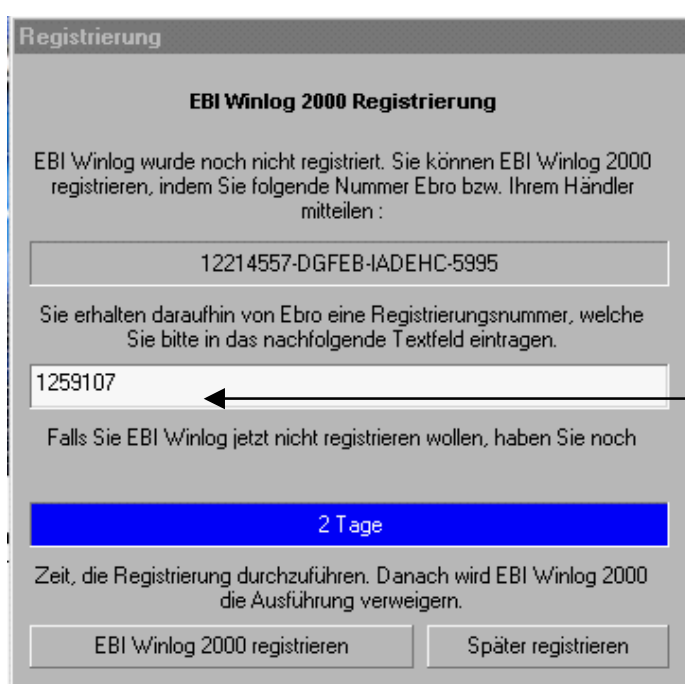 Registrierung
EBI Winlog 2000 Registrierung
EBI Winlog wurde noch nicht registriert. Sie können EBI Winlog 2000
registrieren, indem Sie folgende Nummer Ebro bzw. Ihrem Händler
mitteilen :
12214557-DGFEB-IADEHC-5995
Sie erhalten daraufhin von Ebro eine Registrierungsnummer, welche
Sie bitte in das nachfolgende Textfeld eintragen.
1259107
Falls Sie EBI Winlog jetzt nicht registrieren wollen, haben Sie noch
2 Tage
Zeit, die Registrierung durchzuführen. Danach wird EBI Winlog 2000
die Ausführung verweigern.
EBI Winlog 2000 registrieren
Später registrieren